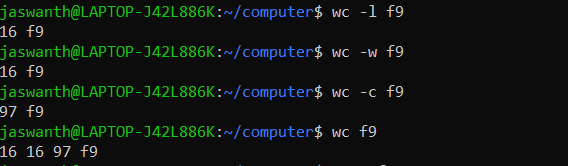 jaswanth@LAPTOP-J42L886K:~/computer$ wc -l f9
16 f9
jaswanth@LAPTOP-J42L886K:~/computer$ wc -w f9
16 f9
jaswanth@LAPTOP-J42L886K:~/computer$ wc -c f9
97 f9
jaswanth@LAPTOP-J42L886K:~/computer$ wc f9
16 16 97 f9